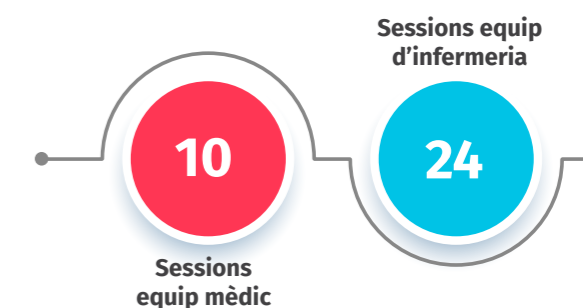 10
Sessions
equip mèdic
Sessions equip
d’infermeria
24